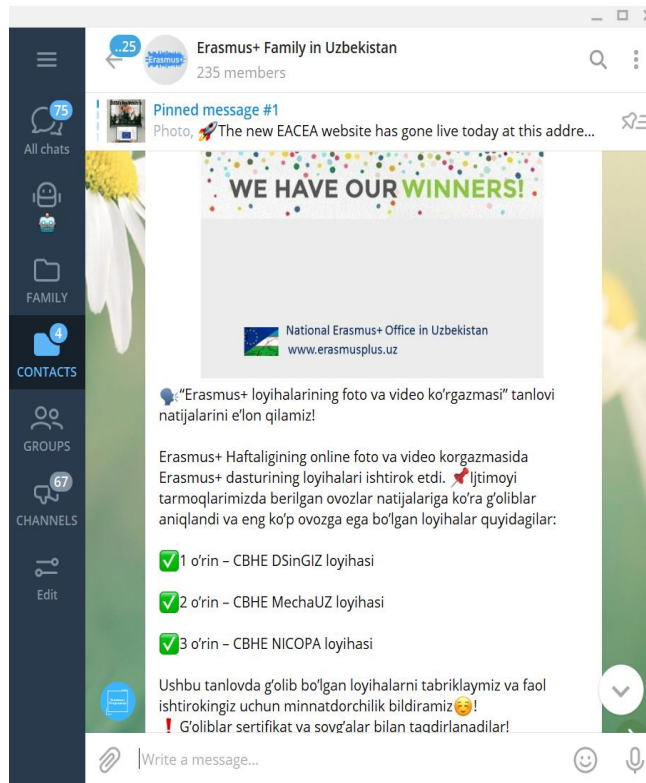 ..25
Erasmus+
Erasmus+ Family in Uzbekistan
235 members
75
All chats
FAMILY
4
CONTACTS
GROUPS
67
CHANNELS
Edit
Pinned message #1
Photo, 🚀The new EACEA website has gone live today at this addre...
WE HAVE OUR WINNERS!
National Erasmus+ Office in Uzbekistan
www.erasmusplus.uz
🗣“Erasmus+ loyihalarining foto va video ko‘rgazmasi” tanlovi
natijalarini e‘lon qilamiz!
Erasmus+ Haftaligining online foto va video korgazmasida
Erasmus+ dasturining loyihalari ishtirok etdi. 📌Ijtimoyi
tarmoqlarimizda berilgan ovozlar natijalariga ko‘ra g‘oliblar
aniqlandi va eng ko‘p ovozga ega bo‘lgan loyihalar quyidagilar:
✅1 o‘rin – CBHE DSinGIZ loyihasi
✅2 o‘rin – CBHE MechaUZ loyihasi
✅3 o‘rin – CBHE NICOPA loyihasi
Ushbu tanlovda g‘olib bo‘lgan loyihalarni tabriklaymiz va faol
ishtirokingiz uchun minnatdorchilik bildiramiz☺️!
❗ G‘oliblar sertifikat va sovg‘alar bilan taqdirlanadilar!
Write a message...